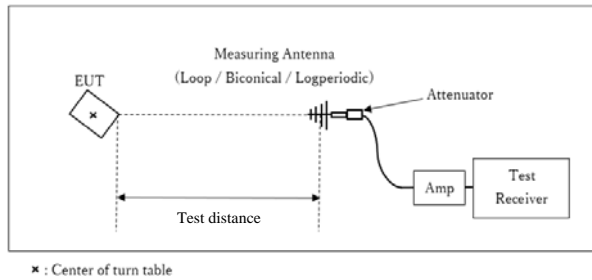 Measuring Antenna
(Loop / Biconical / Logperiodic)
EUT
Attenuator
Amp
Test
Receiver
Test distance
× : Center of turn table